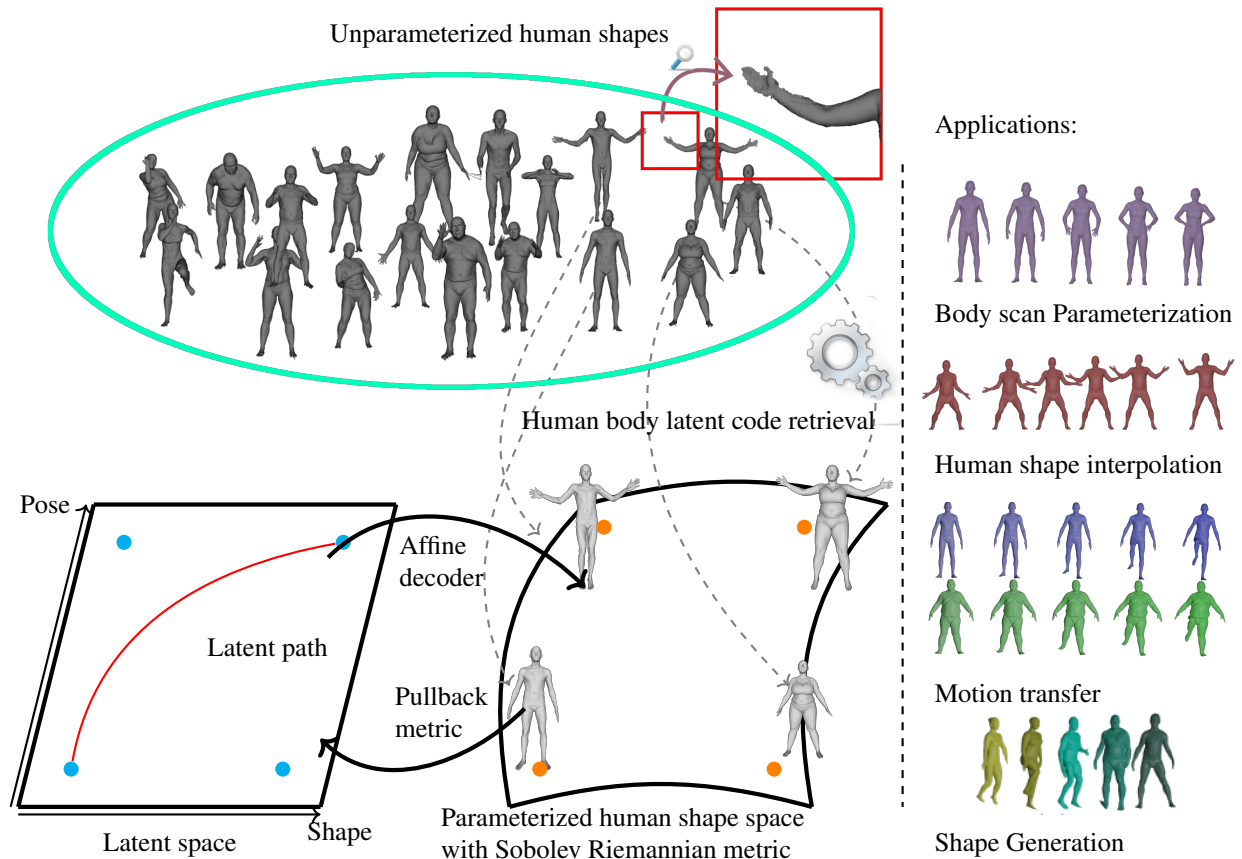 Unparameterized human shapes
Applications:
Body scan Parameterization
Human body latent code retrieval
Human shape interpolation
Pose
Affine
decoder
Latent path
Pullback
metric
Motion transfer
Shape
Latent space
Parameterized human shape space
with Sobolev Riemannian metric
Shape Generation